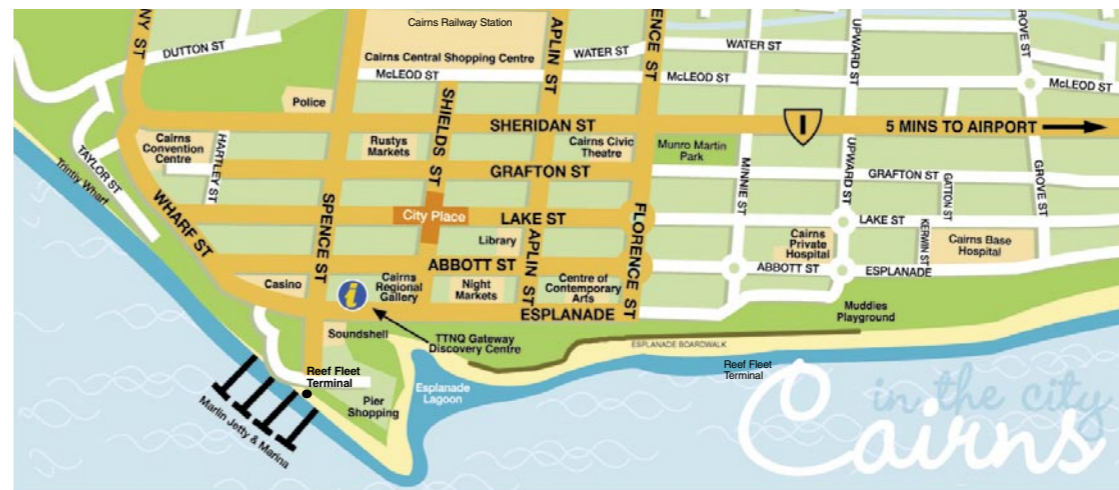 Cairns Railway Station
NY ST
DUTTON ST
Cairns Central Shopping Centre
APLIN ST
WATER ST
ENCE ST
WATER ST
UPWARD ST
ROVE ST
McLEOD ST
McLEOD ST
McLEOD ST
Police
SHIELDS ST
SHERIDAN ST
I
5 MINS TO AIRPORT
Cairns
Convention
Centre
HARTLEY ST
Rustys
Markets
Cairns Civic
Theatre
Munro Martin
Park
TAYLOR ST
Trinity Wharf
GRAFTON ST
MINNIE ST
UPWARD ST
GRAFTON ST
GATTON ST
GROVE ST
WHARF ST
SPENCE ST
City Place
LAKE ST
FLORENCE ST
LAKE ST
KERWIN ST
Library
APLIN ST
Cairns
Private
Hospital
Cairns Base
Hospital
ABBOTT ST
ABBOTT ST
ESPLANADE
Casino
i
Cairns
Regional
Gallery
Night
Markets
Centre of
Contemporary
Arts
ESPLANADE
Muddies
Playground
Soundshell
TTNQ Gateway
Discovery Centre
ESPLANADE BOARDWALK
Reef Fleet
Terminal
Reef Fleet
Terminal
Esplanade
Lagoon
Pier
Shopping
Marlin Jetty & Marina
in the city
Cairns